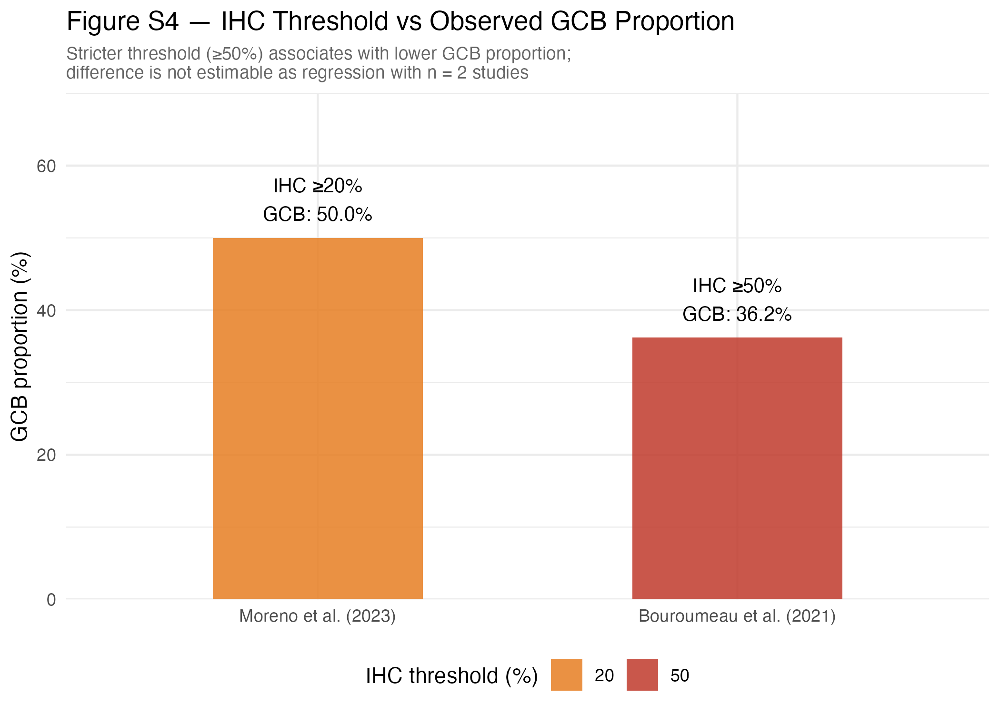 Figure S4 — IHC Threshold vs Observed GCB Proportion
Stricter threshold (≥50%) associates with lower GCB proportion;
difference is not estimable as regression with n = 2 studies
GCB proportion (%)
60
40
20
0
IHC ≥20%
GCB: 50.0%
IHC ≥50%
GCB: 36.2%
Moreno et al. (2023)
Bouroumeau et al. (2021)
IHC threshold (%)
20
50